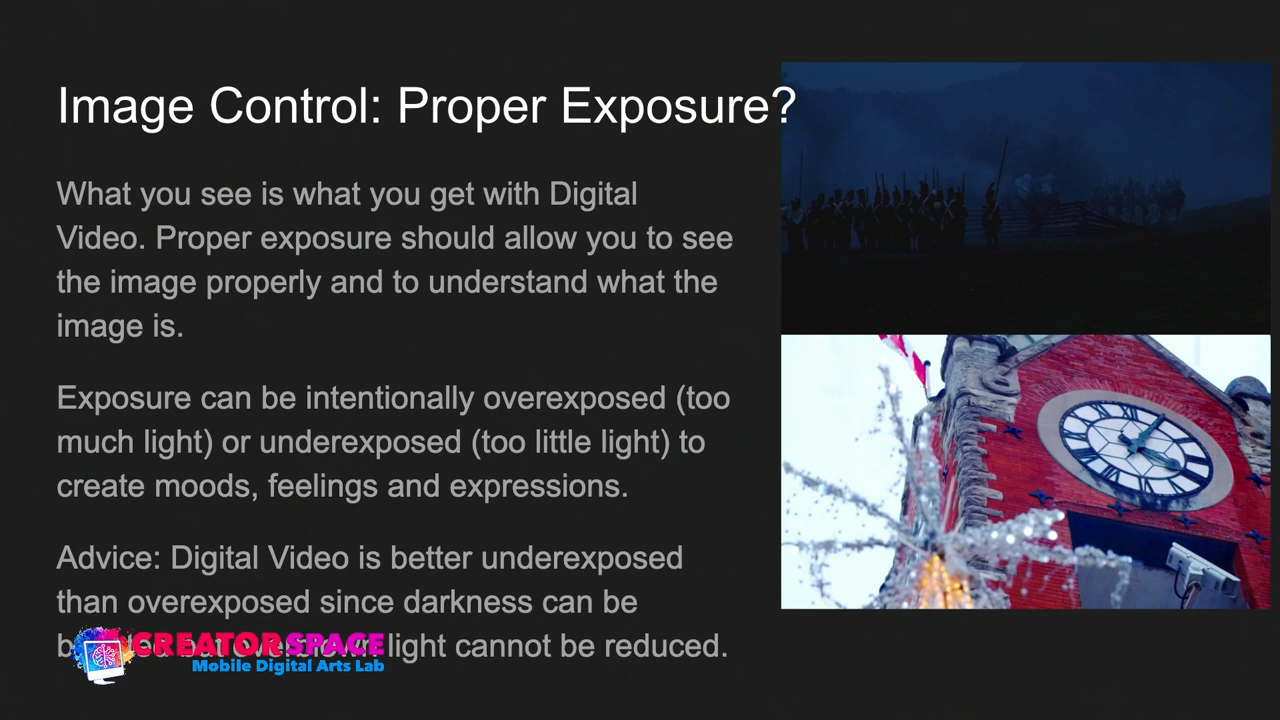 Image Control: Proper Exposure?
What you see is what you get with Digital
Video. Proper exposure should allow you to see
the image properly and to understand what the
image is.
Exposure can be intentionally overexposed (too
much light) or underexposed (too little light) to
create moods, feelings and expressions.
Advice: Digital Video is better underexposed
than overexposed since darkness can be
but overblown light cannot be reduced.
CREATORSPACE
Mobile Digital Arts Lab